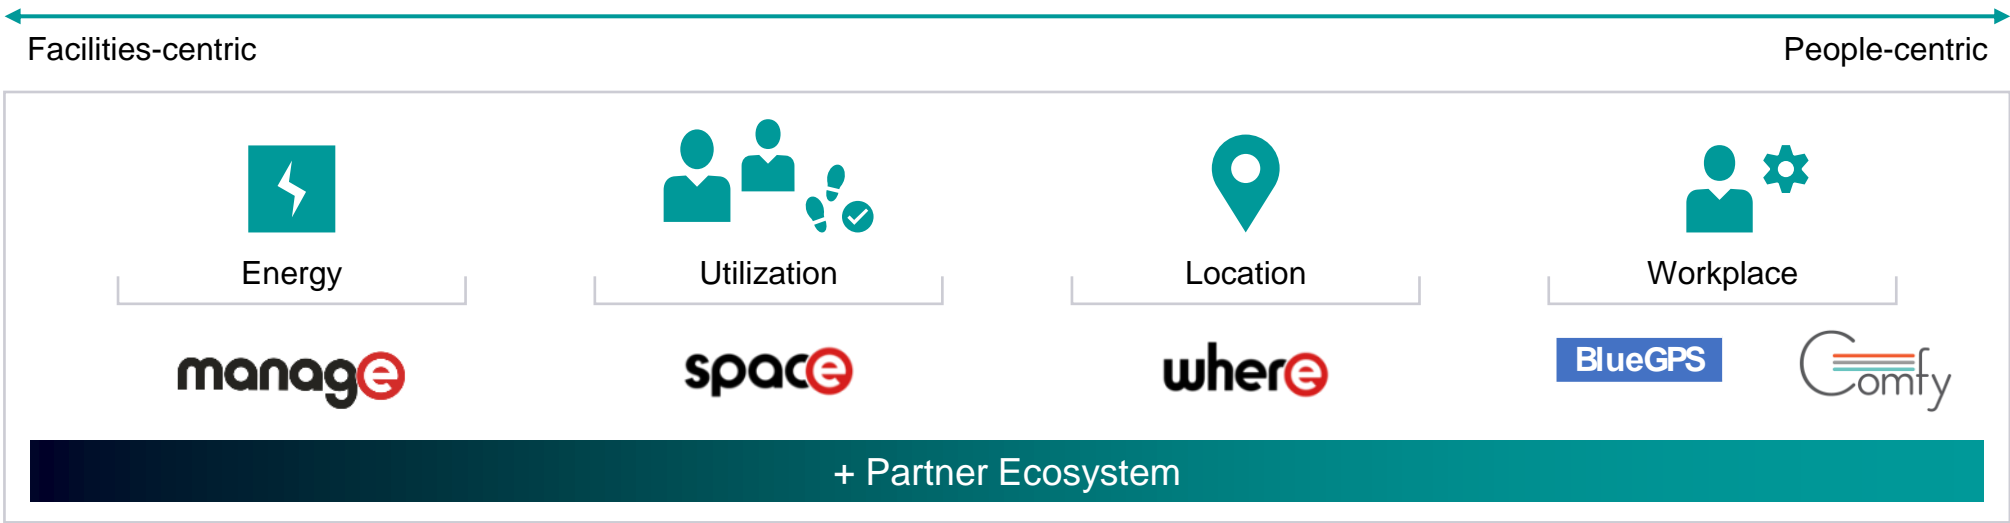 Facilities-centric
People-centric
Energy
Utilization
Location
Workplace
manage
space
where
BlueGPS
Comfy
+ Partner Ecosystem